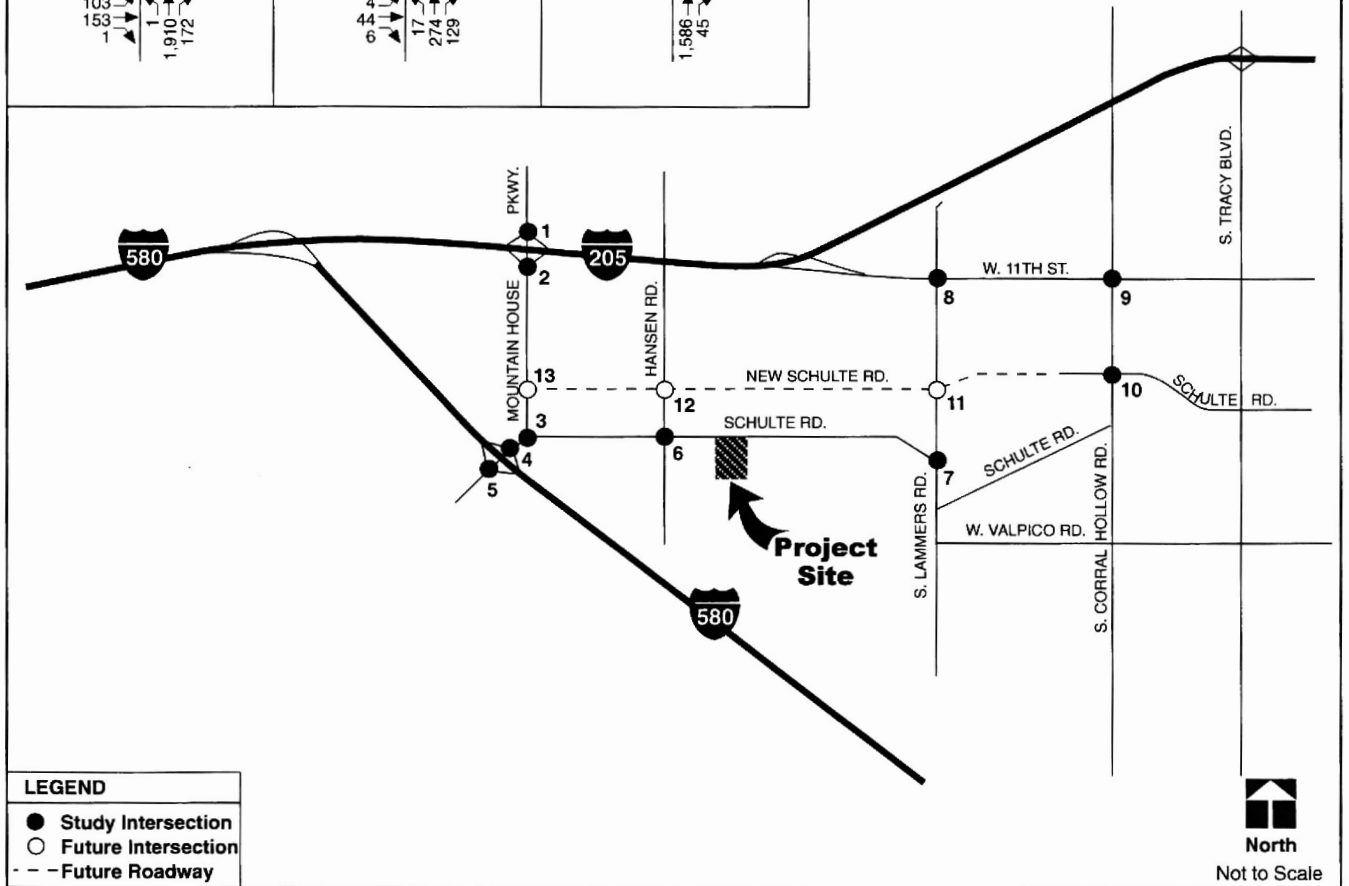 103
153
1
1
1,910
172
4
44
6
17
274
129
1,586
45
S. TRACY BLVD.
PKWY.
1
580
205
2
W. 11TH ST.
8
9
MOUNTAIN HOUSE
HANSEN RD.
13
NEW SCHULTE RD.
12
11
10
SCHULTE RD.
3
SCHULTE RD.
4
6
5
7
SCHULTE RD.
S. LAMMERS RD.
S. CORRAL HOLLOW RD.
W. VALPICO RD.
Project
Site
580
LEGEND
Study Intersection
Future Intersection
Future Roadway
North
Not to Scale